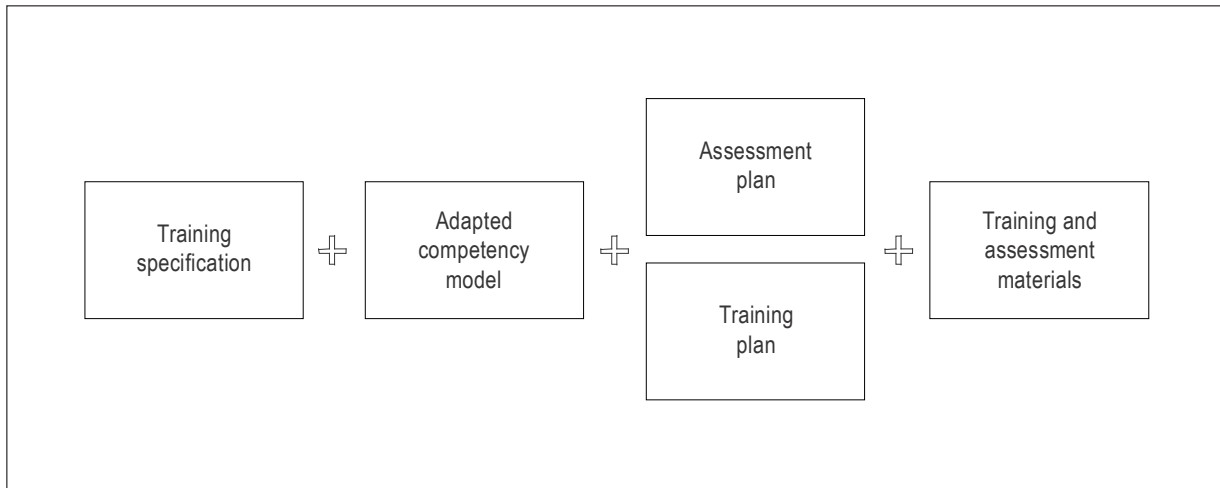 Training
specification
Adapted
competency
model
Assessment
plan
Training
plan
Training and
assessment
materials